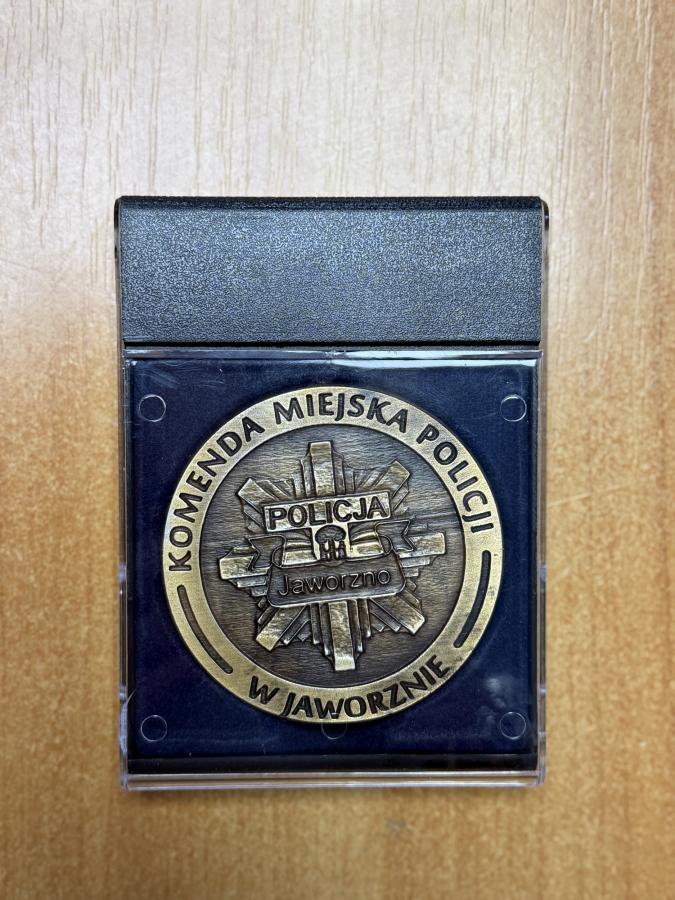 KOMENDA MIEJSKA POLICJI
POLICJA
Jaworzno
W JAWORZNIE